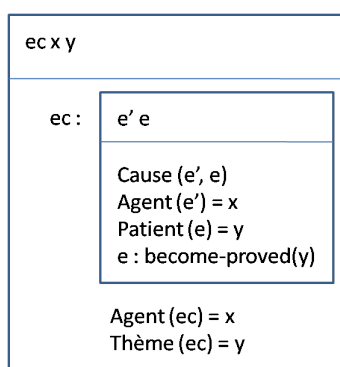 ec x y
ec : e’ e
Cause (e’, e)
Agent (e’) = x
Patient (e) = y
e : become-proved(y)
Agent (ec) = x
Thème (ec) = y